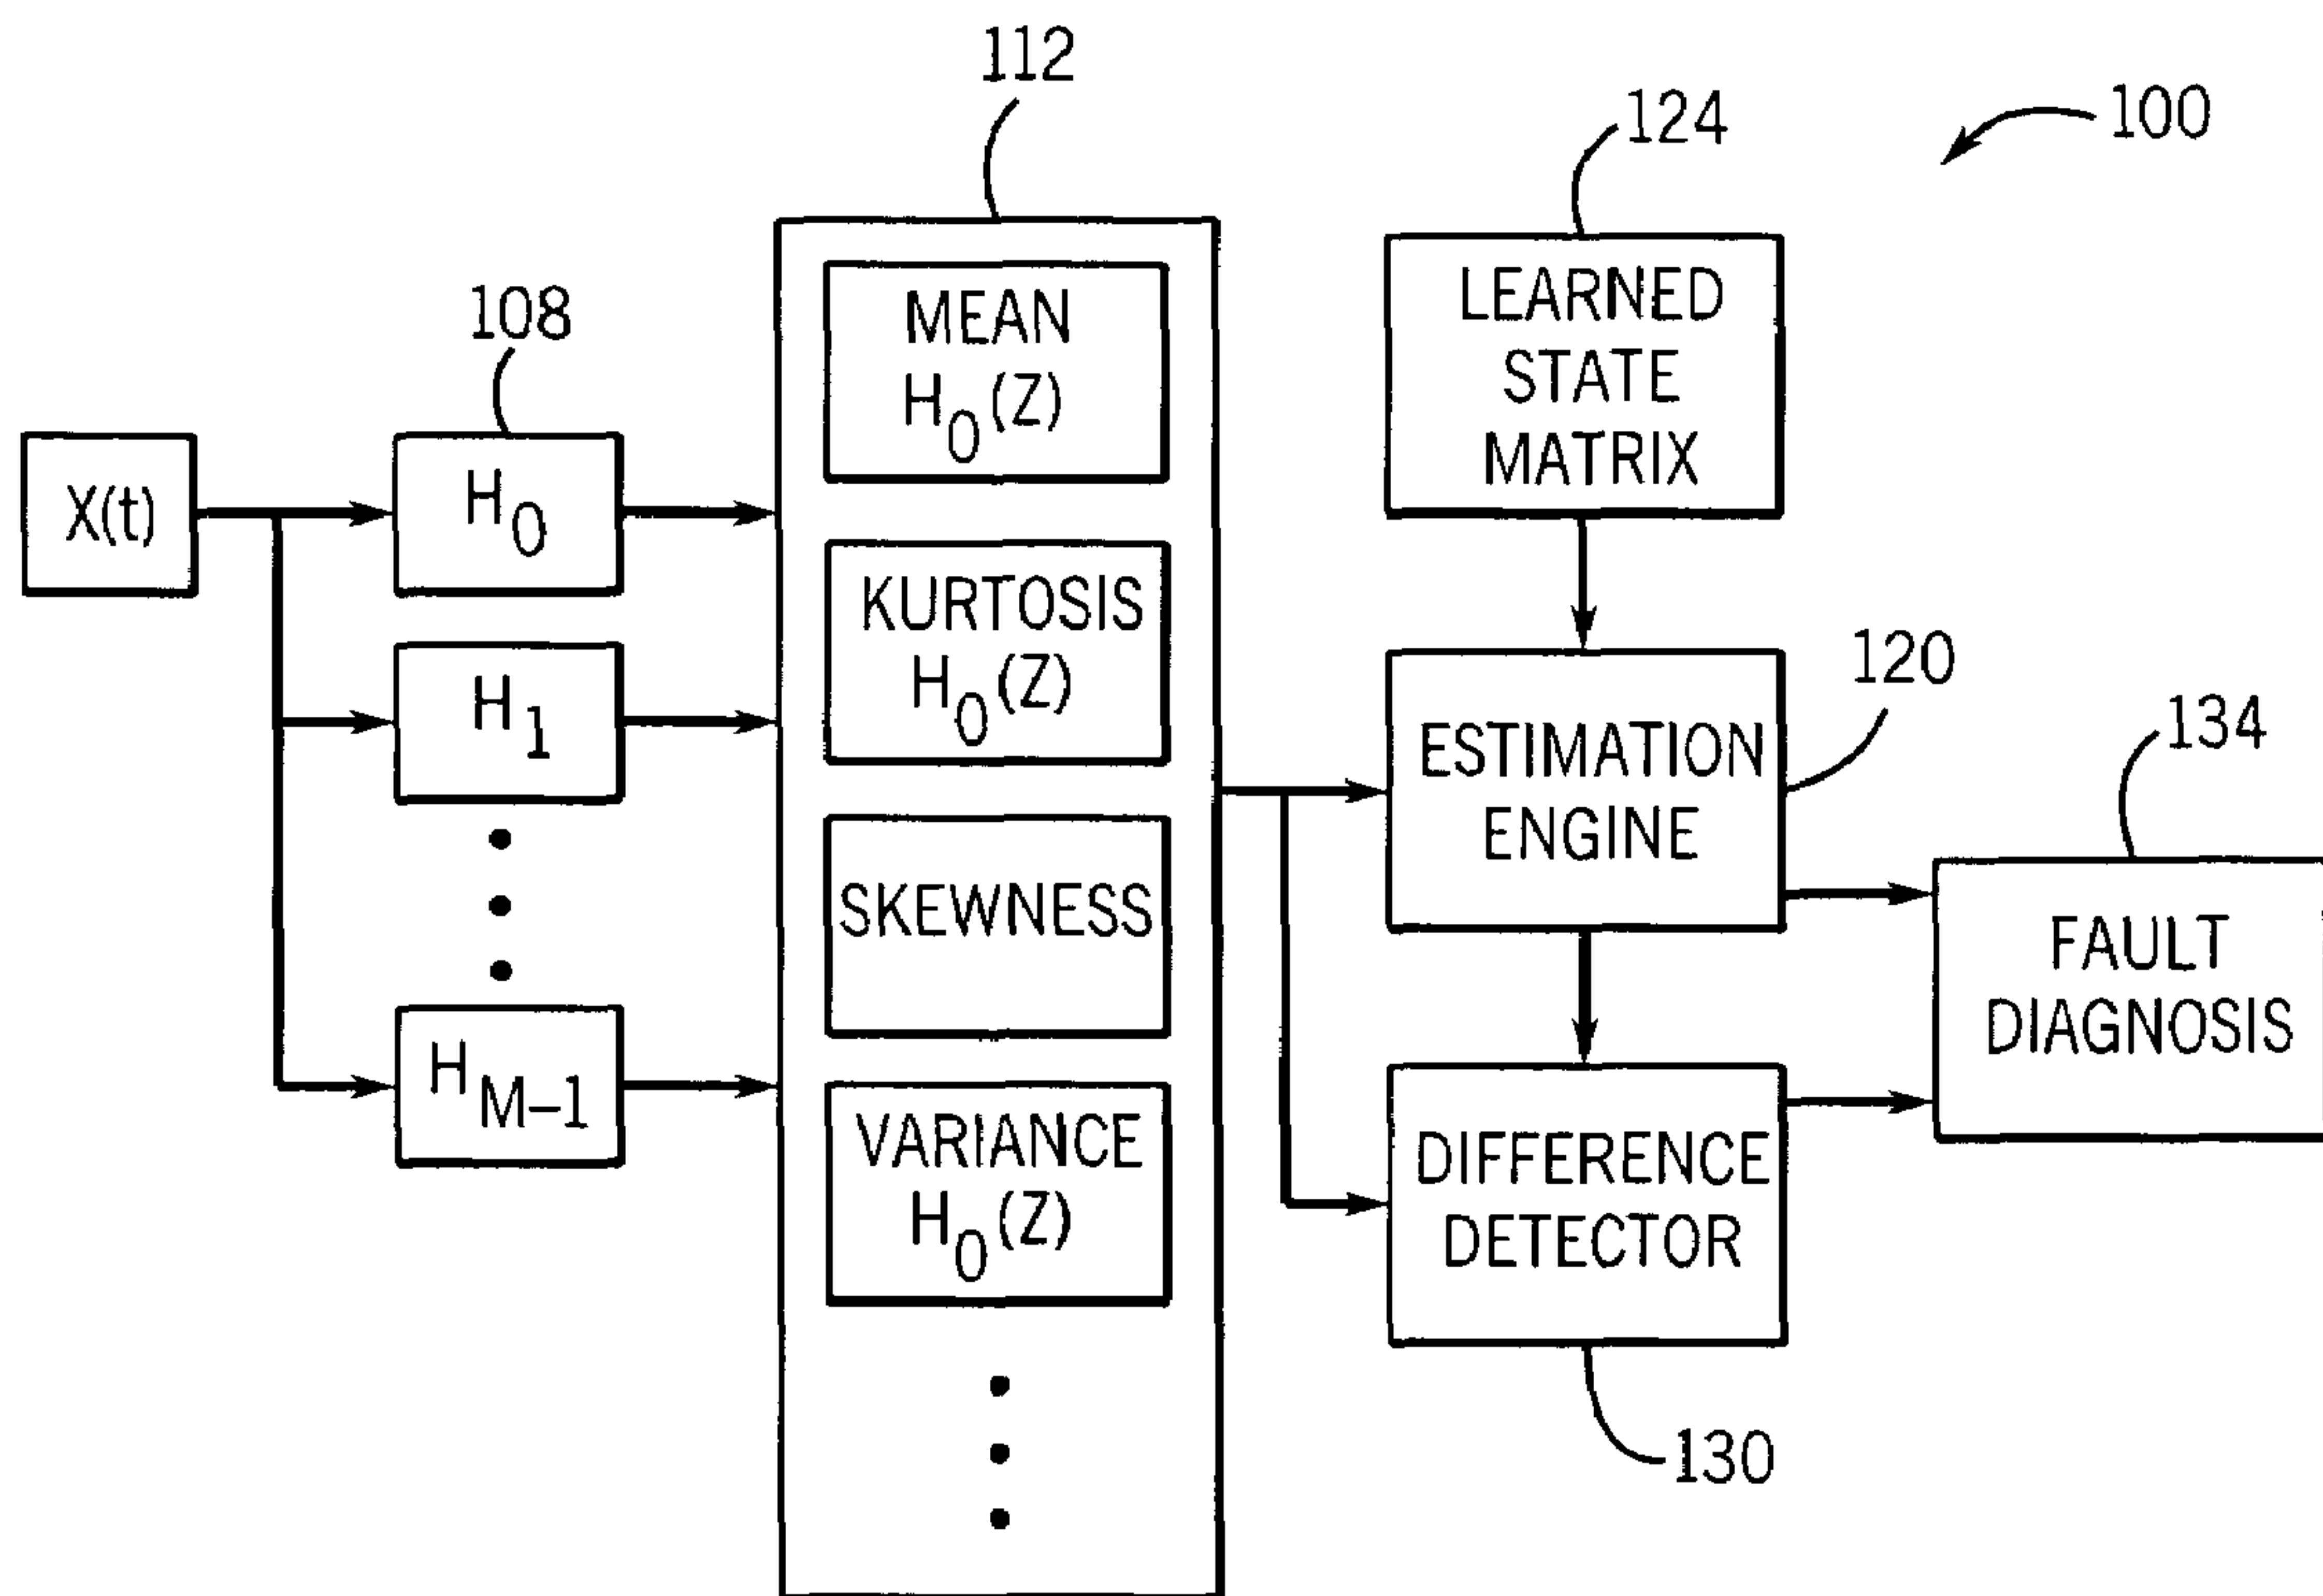 112
124
100
108
X(t)
H0
H1
HM–1
MEAN
H0(Z)
KURTOSIS
H0(Z)
SKEWNESS
VARIANCE
H0(Z)
LEARNED
STATE
MATRIX
ESTIMATION
ENGINE
120
134
FAULT
DIAGNOSIS
DIFFERENCE
DETECTOR
130